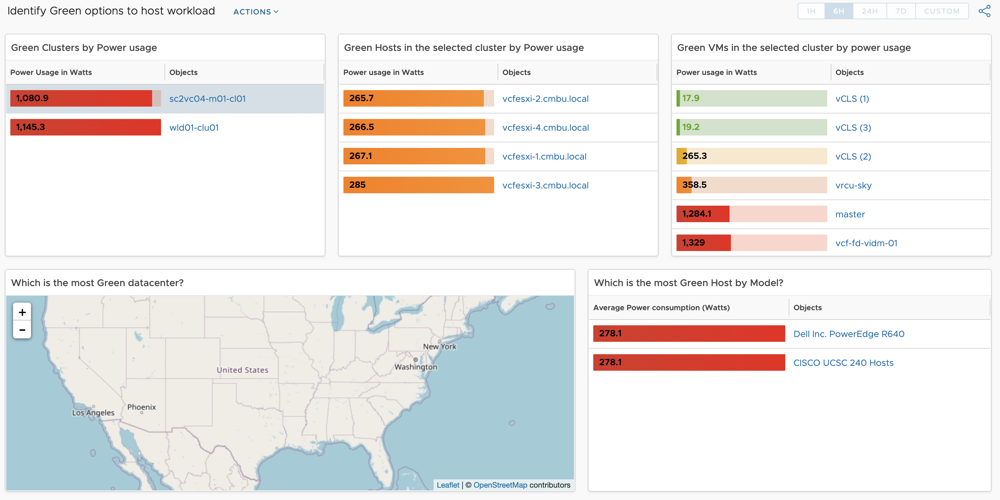 Identify Green options to host workload
ACTIONS
1H 6H 24H 7D CUSTOM
Green Clusters by Power usage
Power Usage in Watts Objects
1,080.9 sc2vc04-m01-cl01
1,145.3 wld01-clu01
Green Hosts in the selected cluster by Power usage
Power usage in Watts Objects
265.7 vcfesxi-2.cmbu.local
266.5 vcfesxi-4.cmbu.local
267.1 vcfesxi-1.cmbu.local
285 vcfesxi-3.cmbu.local
Green VMs in the selected cluster by power usage
Power usage in Watts Objects
17.9 vCLS (1)
19.2 vCLS (3)
265.3 vCLS (2)
358.5 vrcu-sky
1,284.1 master
1,329 vcf-fd-vidm-01
Which is the most Green datacenter?
+
−
New York
Washington
United States
Phoenix
Los Angeles
Leaflet | © OpenStreetMap contributors
Which is the most Green Host by Model?
Average Power consumption (Watts) Objects
278.1 Dell Inc. PowerEdge R640
278.1 CISCO UCSC 240 Hosts